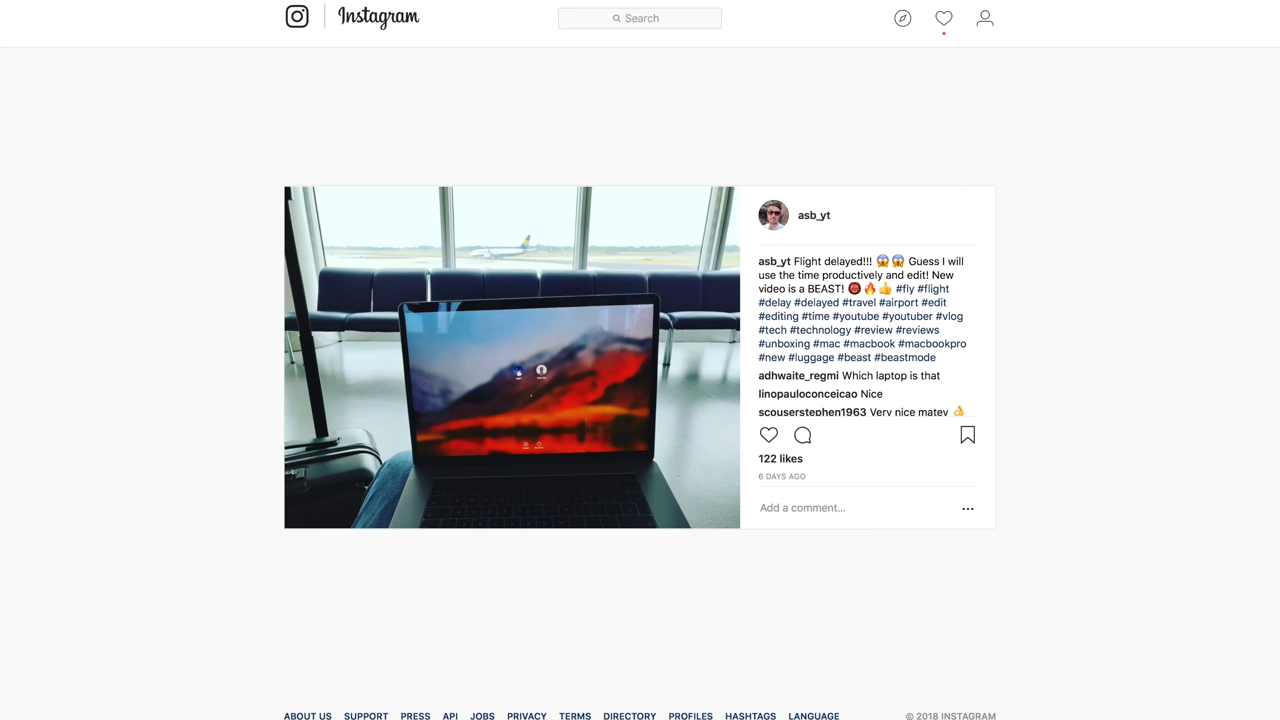 Instagram
Search
asb_yt
asb_yt Flight delayed!!! 😱😱 Guess I will
use the time productively and edit! New
video is a BEAST! 👹🔥👍 #fly #flight
#delay #delayed #travel #airport #edit
#editing #time #youtube #youtuber #vlog
#tech #technology #review #reviews
#unboxing #mac #macbook #macbookpro
#new #luggage #beast #beastmode
adhwaite_regmi Which laptop is that
linopauloconceicao Nice
scouserstephen1963 Very nice matey 👌
122 likes
6 DAYS AGO
Add a comment...
ABOUT US SUPPORT PRESS API JOBS PRIVACY TERMS DIRECTORY PROFILES HASHTAGS LANGUAGE © 2018 INSTAGRAM